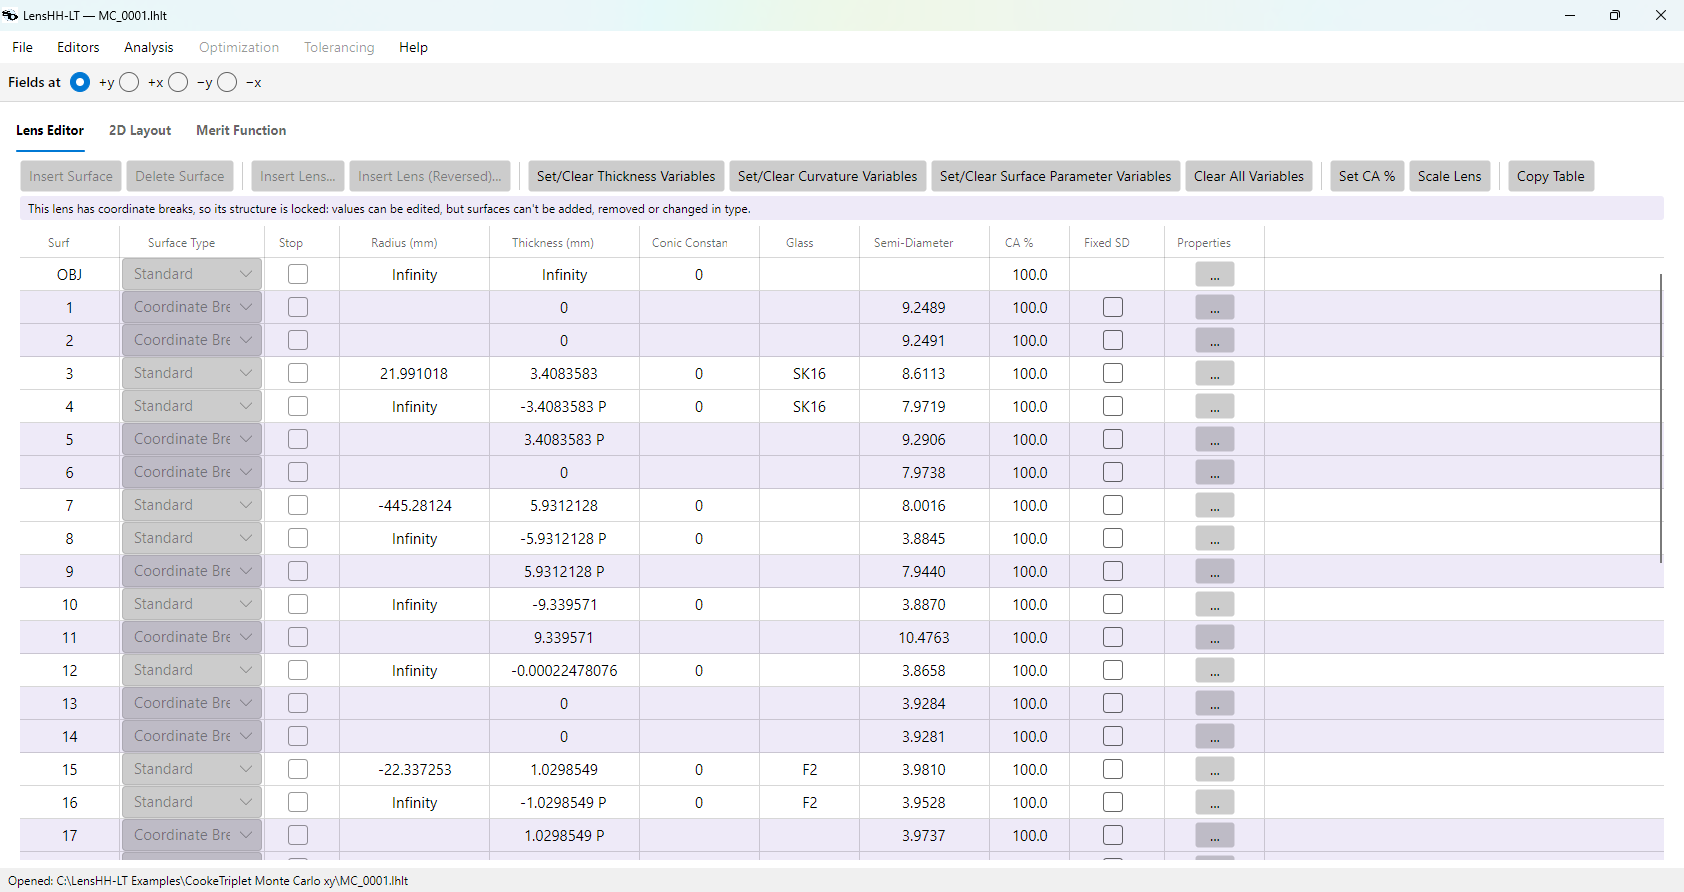 LensHH-LT — MC_0001.lhlt
File Editors Analysis Optimization Tolerancing Help
Fields at +y +x −y −x
Lens Editor 2D Layout Merit Function
Insert Surface Delete Surface Insert Lens... Insert Lens (Reversed)... Set/Clear Thickness Variables Set/Clear Curvature Variables Set/Clear Surface Parameter Variables Clear All Variables Set CA % Scale Lens Copy Table
This lens has coordinate breaks, so its structure is locked: values can be edited, but surfaces can't be added, removed or changed in type.
Surf Surface Type Stop Radius (mm) Thickness (mm) Conic Constan Glass Semi-Diameter CA % Fixed SD Properties
OBJ Standard Infinity Infinity 0 100.0 ...
1 Coordinate Bre 0 9.2489 100.0 ...
2 Coordinate Bre 0 9.2491 100.0 ...
3 Standard 21.991018 3.4083583 0 SK16 8.6113 100.0 ...
4 Standard Infinity -3.4083583 P 0 SK16 7.9719 100.0 ...
5 Coordinate Bre 3.4083583 P 9.2906 100.0 ...
6 Coordinate Bre 0 7.9738 100.0 ...
7 Standard -445.28124 5.9312128 0 8.0016 100.0 ...
8 Standard Infinity -5.9312128 P 0 3.8845 100.0 ...
9 Coordinate Bre 5.9312128 P 7.9440 100.0 ...
10 Standard Infinity -9.339571 0 3.8870 100.0 ...
11 Coordinate Bre 9.339571 10.4763 100.0 ...
12 Standard Infinity -0.00022478076 0 3.8658 100.0 ...
13 Coordinate Bre 0 3.9284 100.0 ...
14 Coordinate Bre 0 3.9281 100.0 ...
15 Standard -22.337253 1.0298549 0 F2 3.9810 100.0 ...
16 Standard Infinity -1.0298549 P 0 F2 3.9528 100.0 ...
17 Coordinate Bre 1.0298549 P 3.9737 100.0 ...
Opened: C:\LensHH-LT Examples\CookeTriplet Monte Carlo xy\MC_0001.lhlt